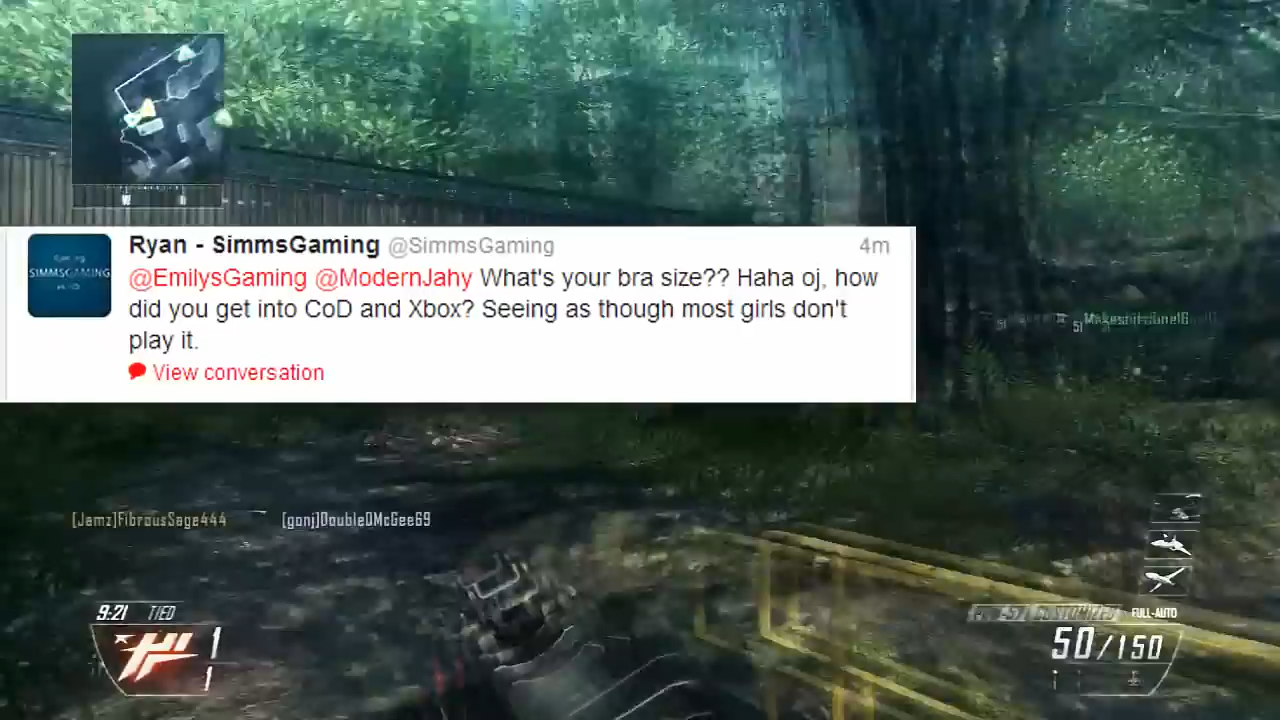 W
Ryan - SimmsGaming @SimmsGaming 4m
SIMMSGAMING
@EmilysGaming @ModernJahy What's your bra size?? Haha oj, how
did you get into CoD and Xbox? Seeing as though most girls don't
play it.
View conversation
[Jamz]FibrousSage444 [gonj]DoubleDMcGee69
9:21 TIED
FULL-AUTO
1
50/150
1